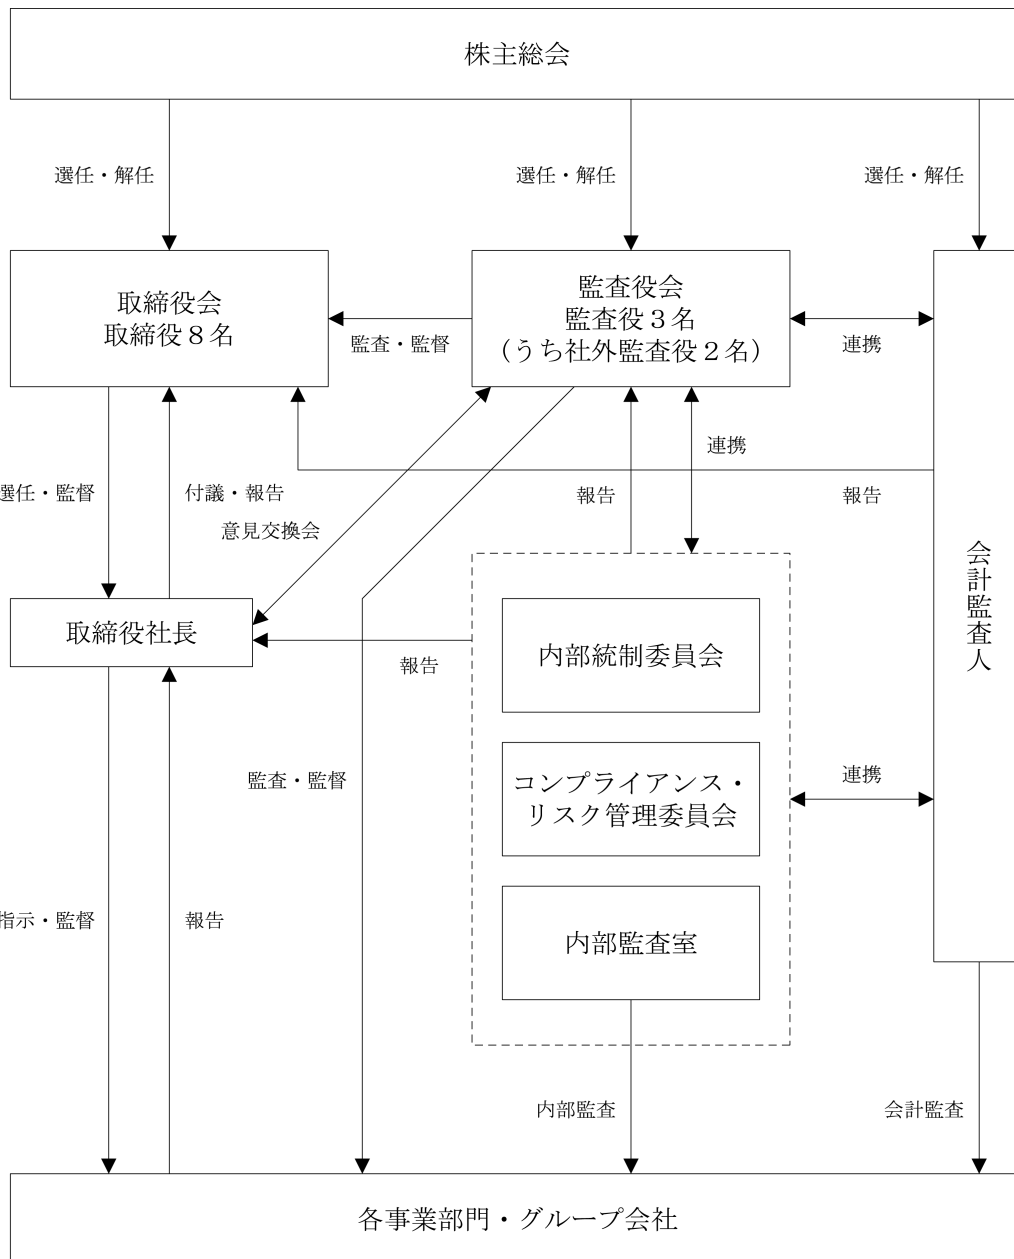 株主総会
選任・解任
選任・解任
選任・解任
取締役会
取締役8名
監査・監督
監査役会
監査役3名
(うち社外監査役2名)
連携
選任・監督
付議・報告
意見交換会
報告
連携
報告
会計監査人
取締役社長
報告
内部統制委員会
監査・監督
コンプライアンス・
リスク管理委員会
連携
内部監査室
指示・監督
報告
内部監査
会計監査
各事業部門・グループ会社